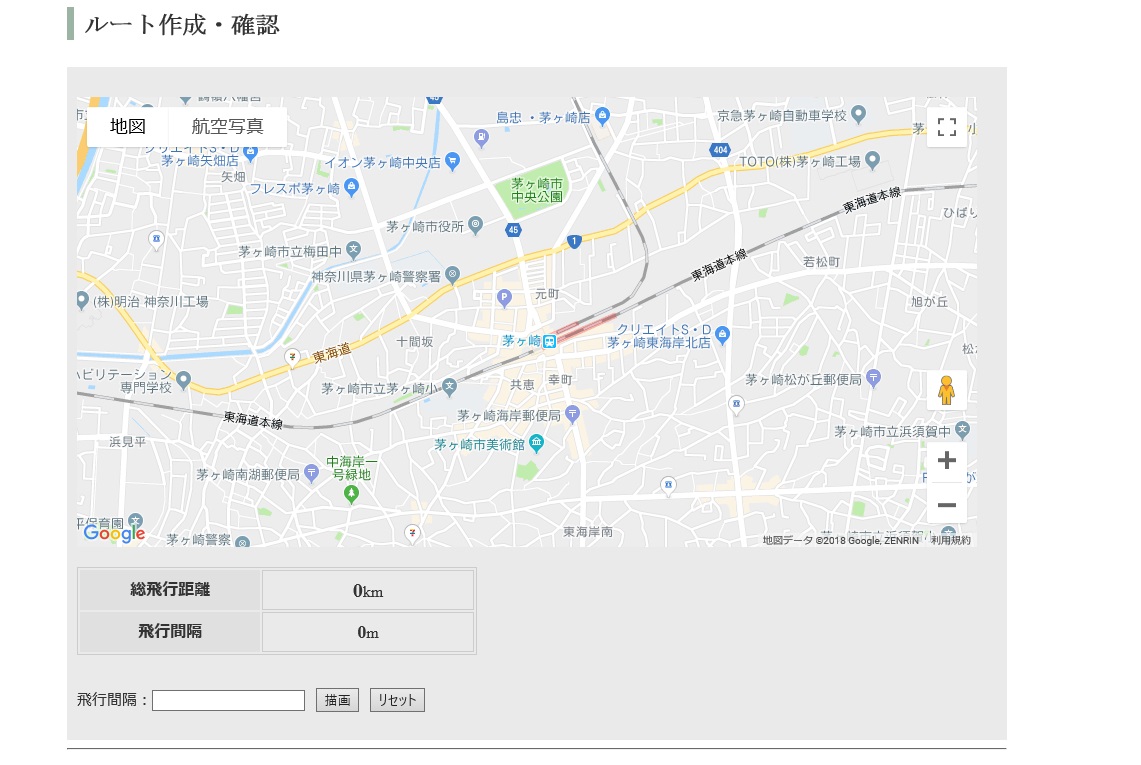 ルート作成・確認
地図
航空写真
島忠 ・茅ヶ崎店
京急茅ヶ崎自動車学校
404
TOTO(株)茅ヶ崎工場
クリエイトS・D
茅ヶ崎矢畑店
イオン茅ヶ崎中央店
矢畑
フレスポ茅ヶ崎
茅ヶ崎市
中央公園
東海道本線
ひばり
茅ヶ崎市役所
45
1
茅ヶ崎市立梅田中
東海道本線
若松町
神奈川県茅ヶ崎警察署
P
元町
(株)明治 神奈川工場
旭が丘
クリエイトS・D
茅ヶ崎東海岸北店
茅ヶ崎
十間坂
東海道
松
ハビリテーション
専門学校
茅ヶ崎市立茅ヶ崎小
共恵
幸町
茅ヶ崎松が丘郵便局
東海道本線
茅ヶ崎海岸郵便局
茅ヶ崎市立浜須賀中
浜見平
茅ヶ崎市美術館
中海岸一
号緑地
茅ヶ崎南湖郵便局
平保育園
Google
茅ヶ崎警察
東海岸南
地図データ ©2018 Google, ZENRIN
利用規約
総飛行距離
0km
飛行間隔
0m
飛行間隔：
描画
リセット